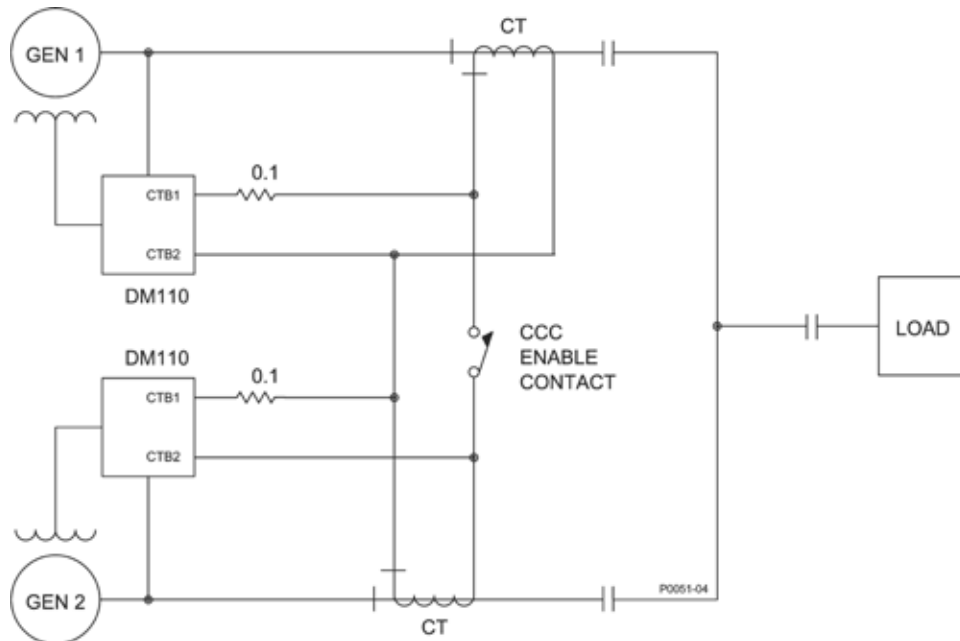 GEN 1
CT
CTB1
0.1
CTB2
DM110
DM110
CCC
ENABLE
CONTACT
LOAD
0.1
CTB1
CTB2
P0051-04
GEN 2
CT